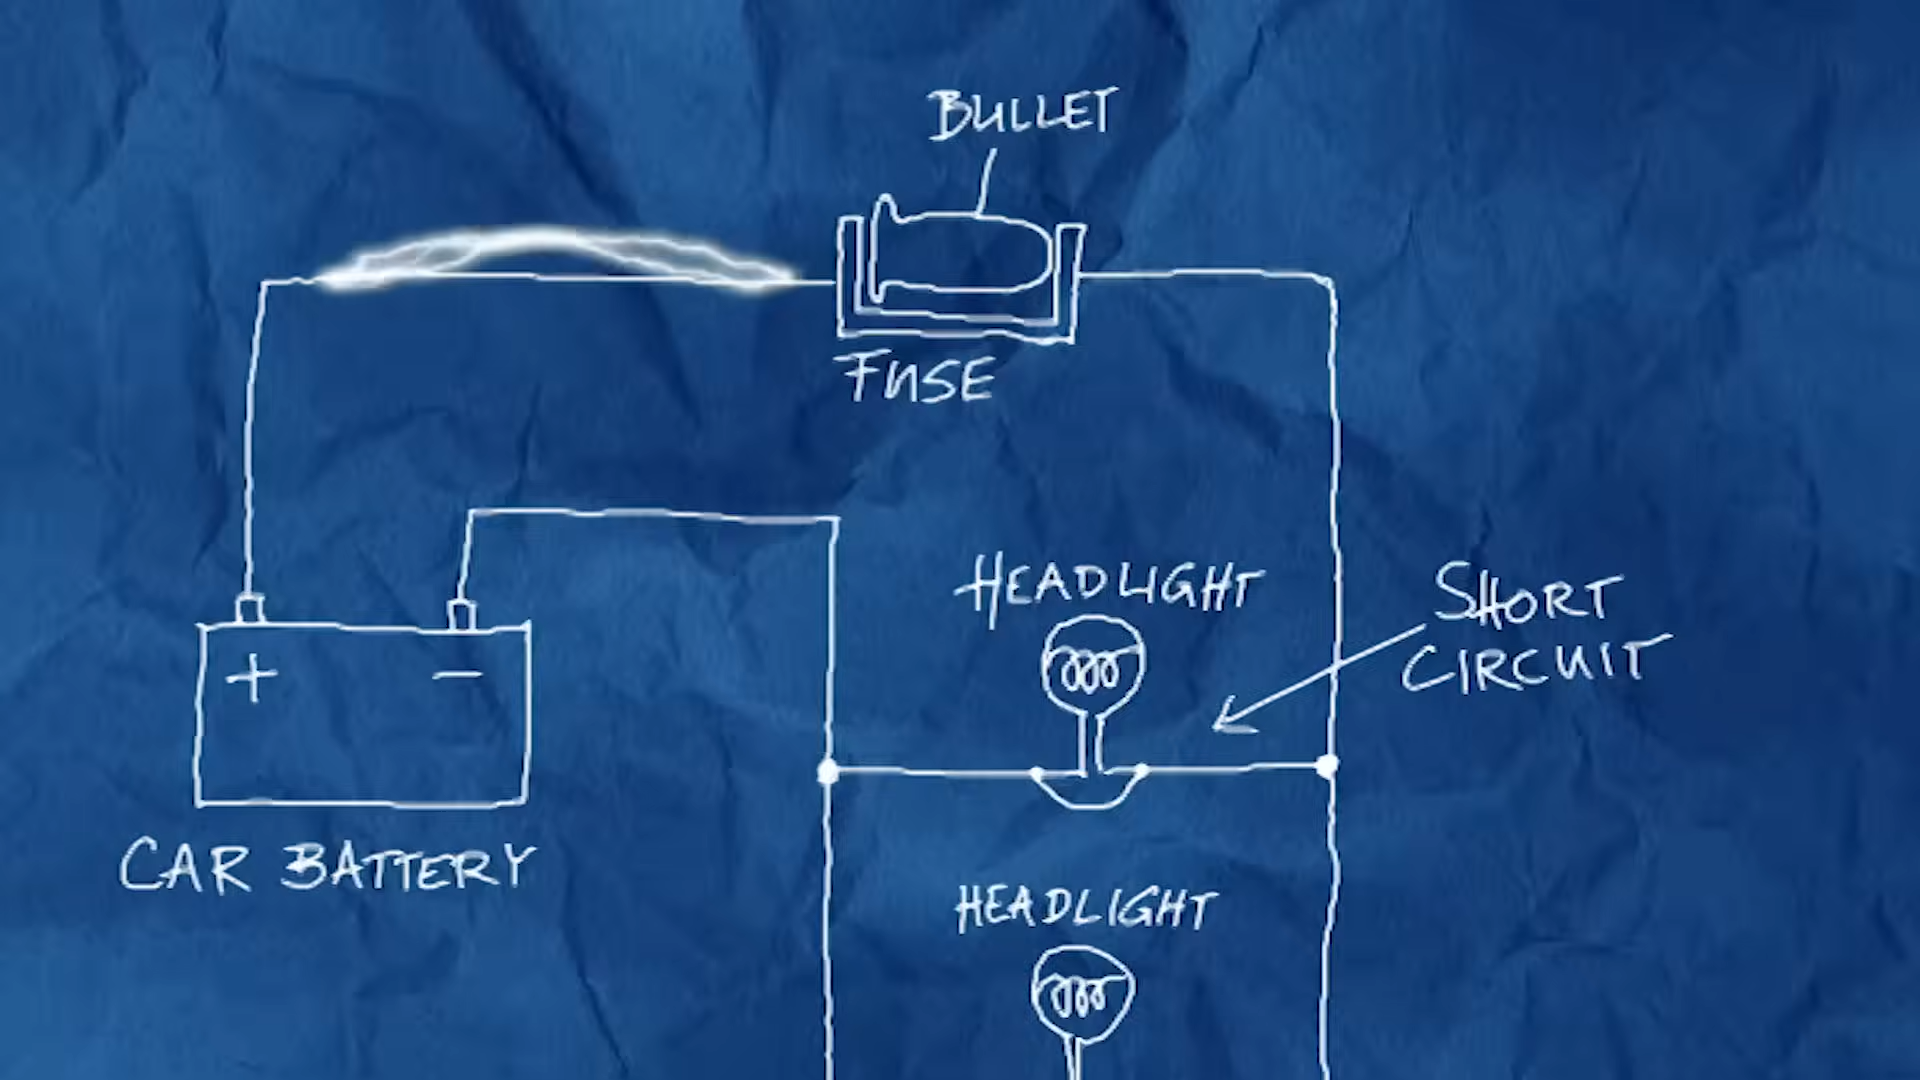 BULLET
FUSE
HEADLIGHT
SHORT
CIRCUIT
+ −
CAR BATTERY
HEADLIGHT